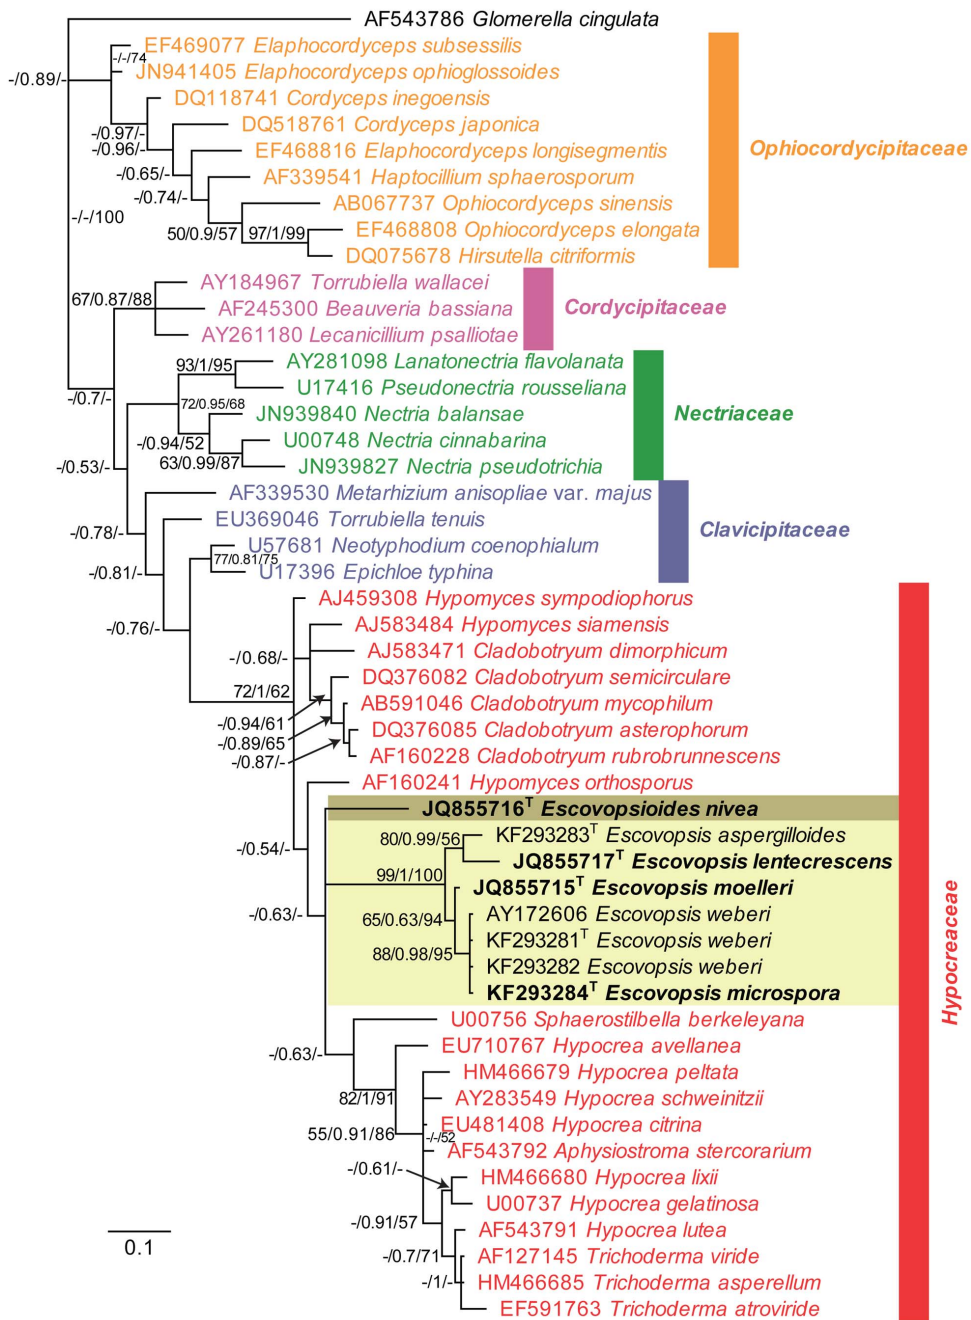 AF543786 Glomerella cingulata
EF469077 Elaphocordyceps subsessilis
-/-/74
JN941405 Elaphocordyceps ophioglossoides
-/0.89/-
DQ118741 Cordyceps inegoensis
DQ518761 Cordyceps japonica
-/0.97/-
-/0.96/-
EF468816 Elaphocordyceps longisegmentis
Ophiocordycipitaceae
-/0.65/-
AF339541 Haptocillium sphaerosporum
-/0.74/-
AB067737 Ophiocordyceps sinensis
-/-/100
EF468808 Ophiocordyceps elongata
50/0.9/57
97/1/99
DQ075678 Hirsutella citriformis
AY184967 Torrubiella wallacei
67/0.87/88
AF245300 Beauveria bassiana
Cordycipitaceae
AY261180 Lecanicillium psalliotae
AY281098 Lanatonectria flavolanata
93/1/95
U17416 Pseudonectria rousseliana
-/0.7/-
72/0.95/68
JN939840 Nectria balansae
Nectriaceae
-/0.94/52
U00748 Nectria cinnabarina
63/0.99/87
JN939827 Nectria pseudotrichia
-/0.53/-
AF339530 Metarhizium anisopliae var. majus
EU369046 Torrubiella tenuis
Clavicipitaceae
-/0.78/-
U57681 Neotyphodium coenophialum
77/0.81/75
U17396 Epichloe typhina
-/0.81/-
AJ459308 Hypomyces sympodiophorus
AJ583484 Hypomyces siamensis
-/0.76/-
AJ583471 Cladobotryum dimorphicum
-/0.68/-
DQ376082 Cladobotryum semicirculare
72/1/62
AB591046 Cladobotryum mycophilum
-/0.94/61
DQ376085 Cladobotryum asterophorum
-/0.89/65
AF160228 Cladobotryum rubrobrunnescens
-/0.87/-
AF160241 Hypomyces orthosporus
JQ855716T Escovopsioides nivea
KF293283T Escovopsis aspergilloides
80/0.99/56
-/0.54/-
JQ855717T Escovopsis lentecrescens
99/1/100
JQ855715T Escovopsis moelleri
-/0.63/-
AY172606 Escovopsis weberi
65/0.63/94
KF293281T Escovopsis weberi
88/0.98/95
KF293282 Escovopsis weberi
KF293284T Escovopsis microspora
Hypocreaceae
U00756 Sphaerostilbella berkeleyana
EU710767 Hypocrea avellanea
-/0.63/-
HM466679 Hypocrea peltata
82/1/91
AY283549 Hypocrea schweinitzii
EU481408 Hypocrea citrina
55/0.91/86
-/-/52
AF543792 Aphysiostroma stercorarium
-/0.61/-
HM466680 Hypocrea lixii
U00737 Hypocrea gelatinosa
-/0.91/57
AF543791 Hypocrea lutea
-/0.7/71
AF127145 Trichoderma viride
0.1
-/1/-
HM466685 Trichoderma asperellum
EF591763 Trichoderma atroviride